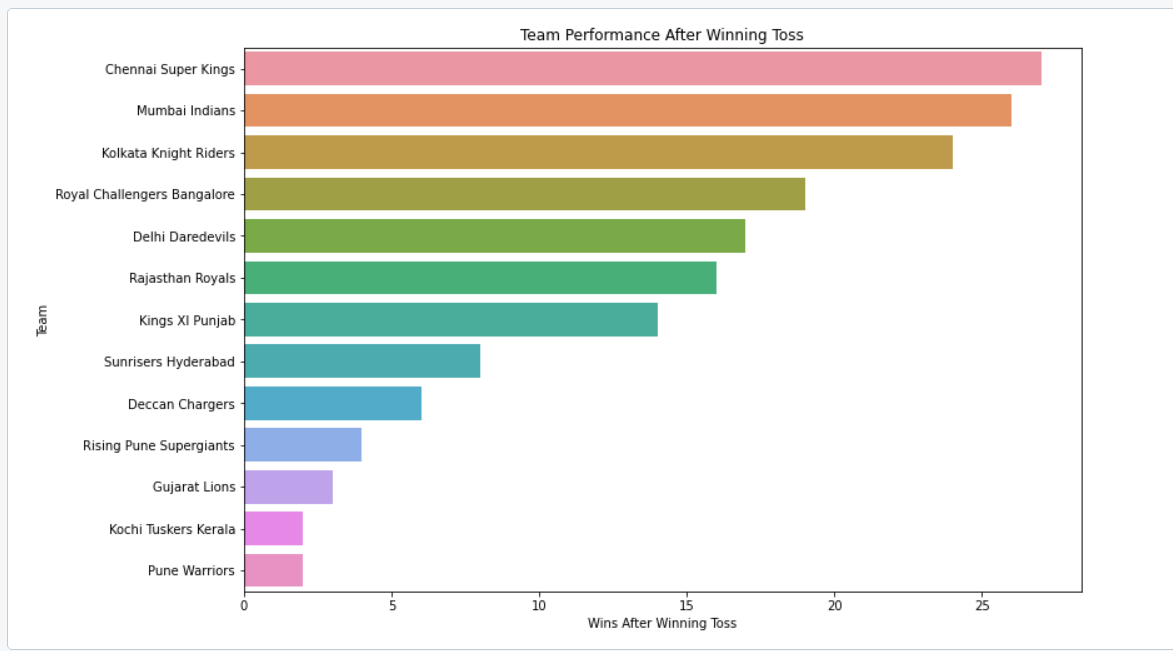 Team Performance After Winning Toss
Chennai Super Kings
Mumbai Indians
Kolkata Knight Riders
Royal Challengers Bangalore
Delhi Daredevils
Rajasthan Royals
Kings XI Punjab
Sunrisers Hyderabad
Deccan Chargers
Rising Pune Supergiants
Gujarat Lions
Kochi Tuskers Kerala
Pune Warriors
Team
0 5 10 15 20 25
Wins After Winning Toss